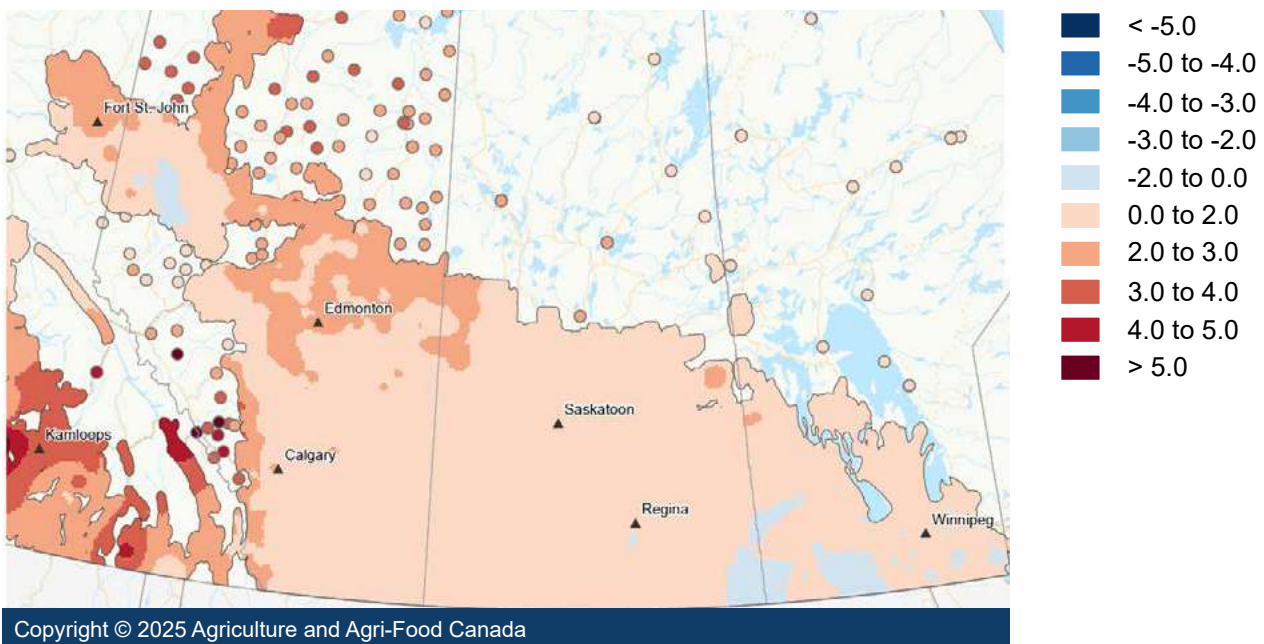 Fort St. John
Edmonton
Saskatoon
Kamloops
Calgary
Regina
Winnipeg
< -5.0
-5.0 to -4.0
-4.0 to -3.0
-3.0 to -2.0
-2.0 to 0.0
0.0 to 2.0
2.0 to 3.0
3.0 to 4.0
4.0 to 5.0
> 5.0
Copyright © 2025 Agriculture and Agri-Food Canada